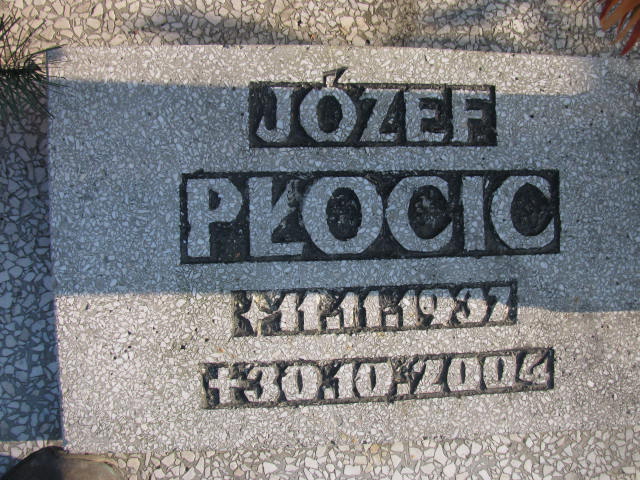 JÓZEF
PŁOCIC
*11.11.1937
+30.10.2004